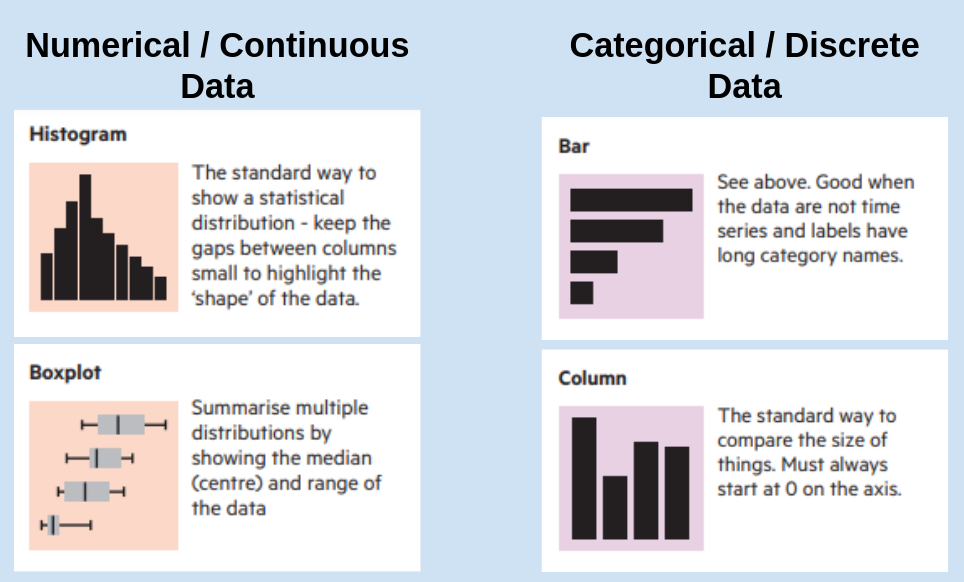 Numerical / Continuous
Data
Histogram
The standard way to
show a statistical
distribution - keep the
gaps between columns
small to highlight the
‘shape’ of the data.
Boxplot
Summarise multiple
distributions by
showing the median
(centre) and range of
the data
Categorical / Discrete
Data
Bar
See above. Good when
the data are not time
series and labels have
long category names.
Column
The standard way to
compare the size of
things. Must always
start at 0 on the axis.